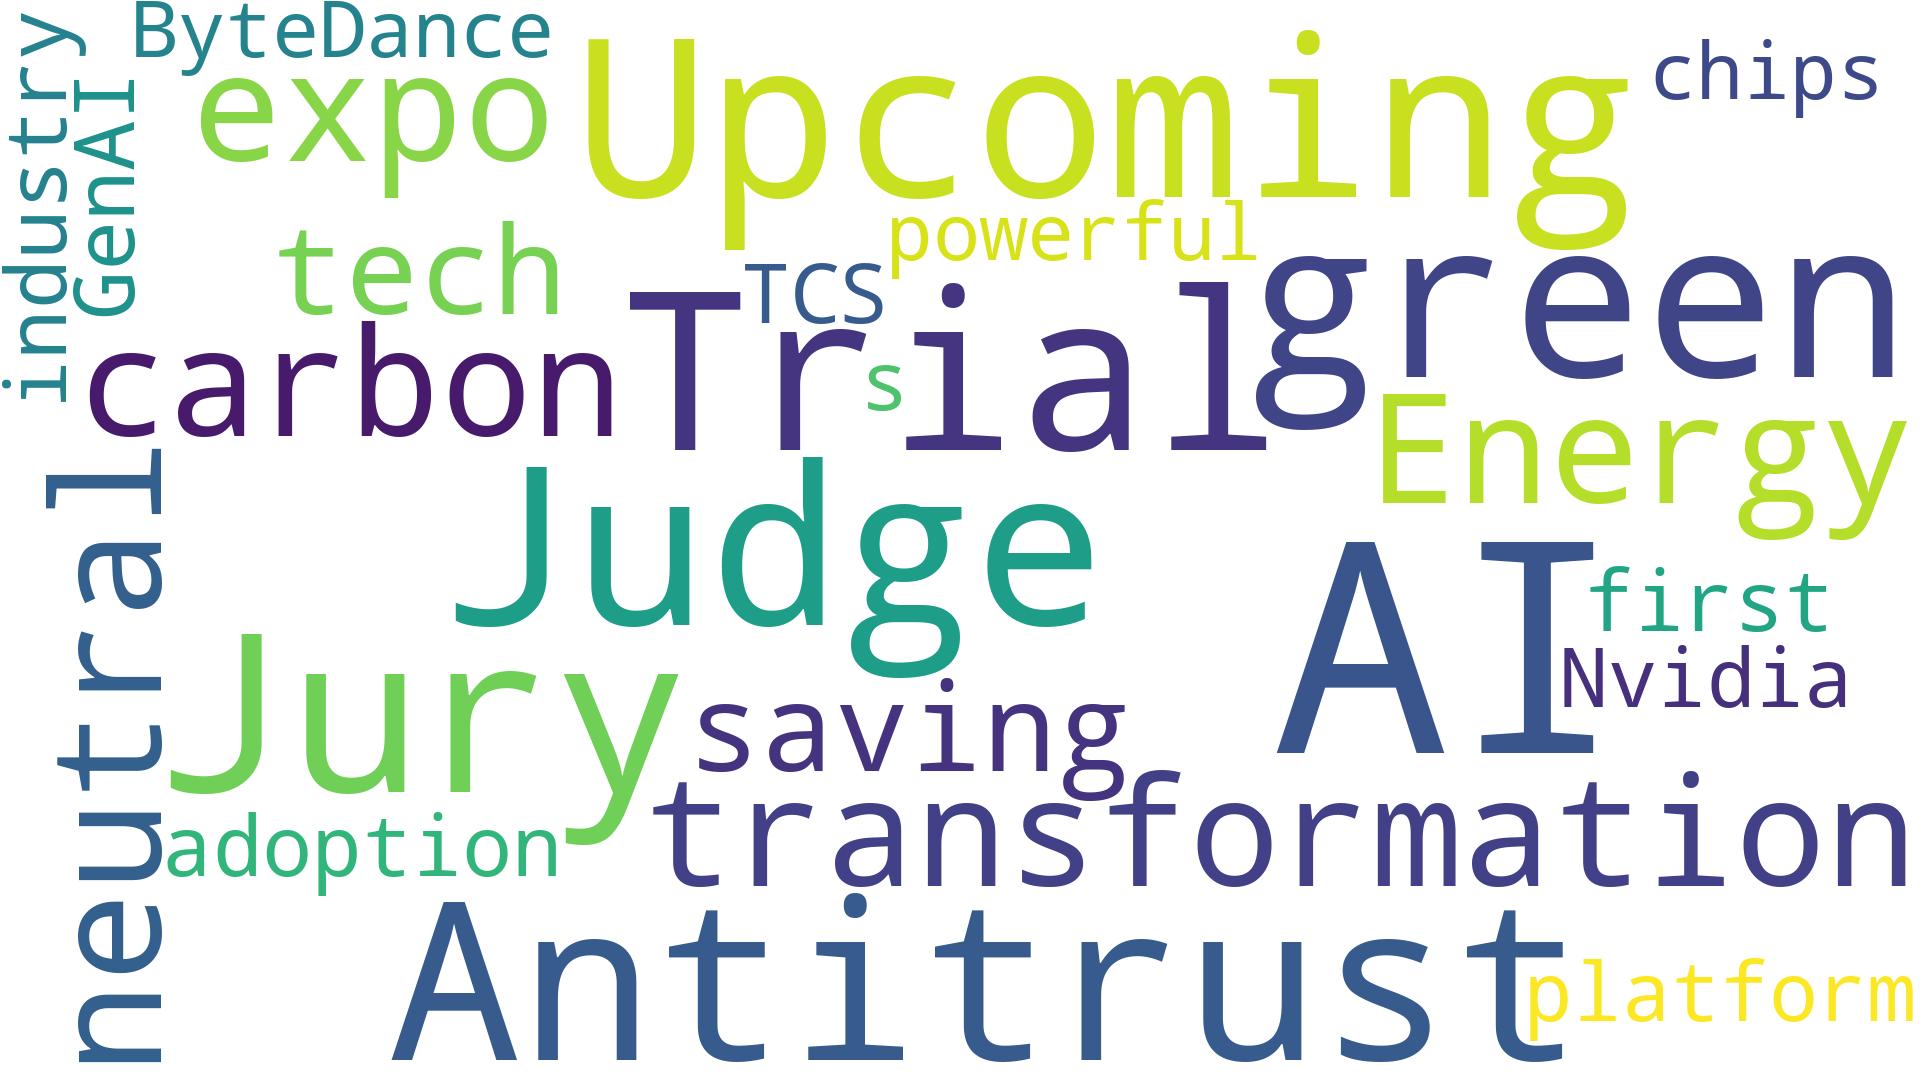 ByteDance
industry
GenAI
expo
Upcoming
chips
tech
powerful
TCS
green
carbon
Trial
s
Energy
neutral
Judge
AI
first
Nvidia
Jury
saving
adoption
transformation
Antitrust
platform